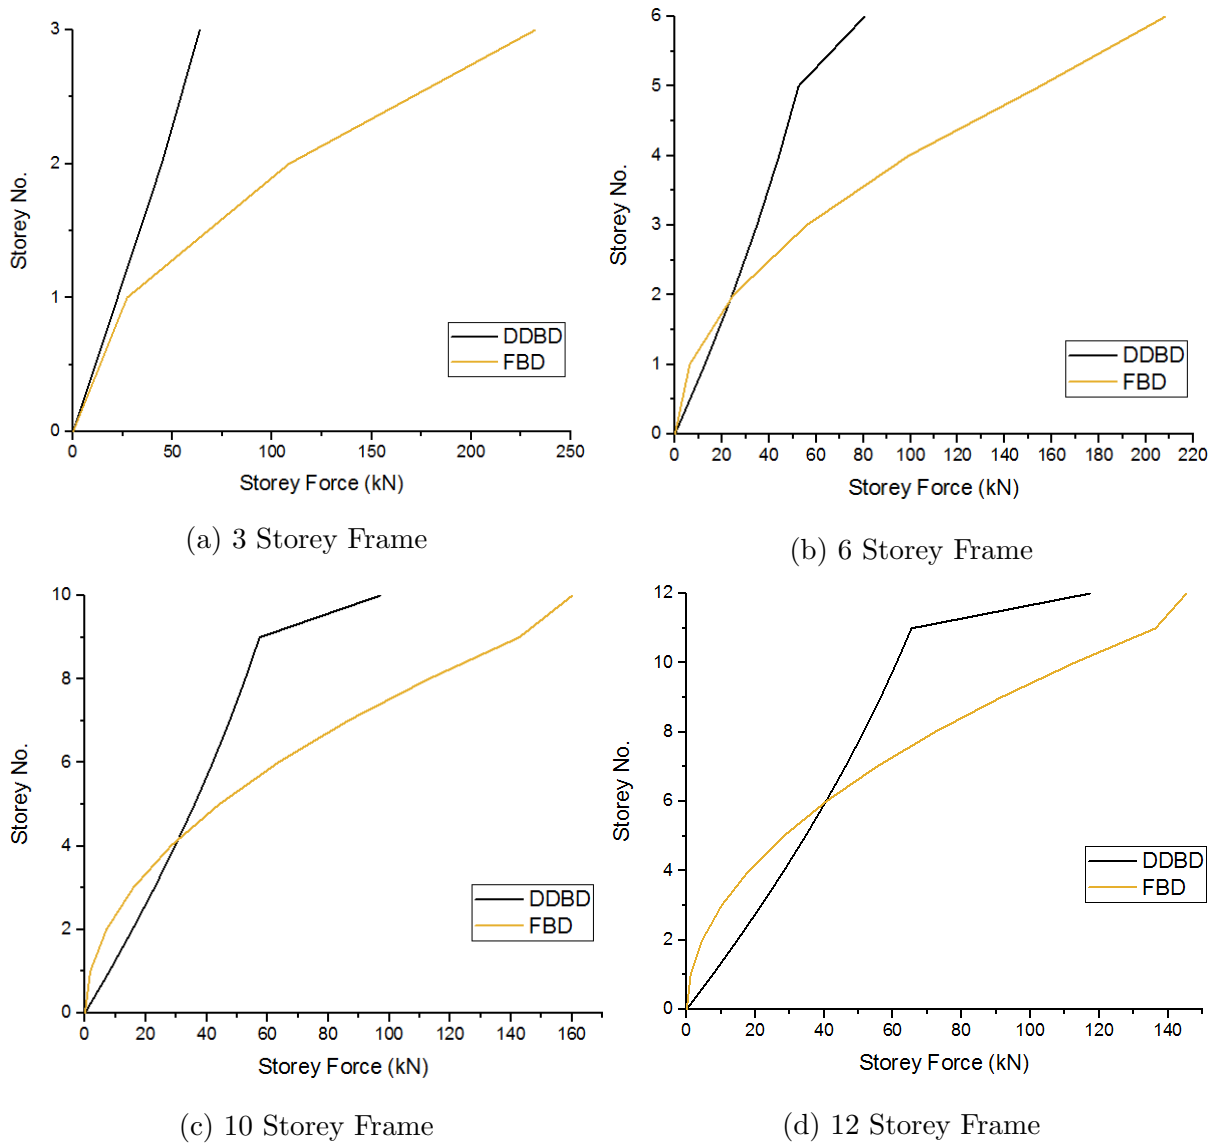 3
2
1
0
Storey No.
0 50 100 150 200 250
Storey Force (kN)
DDBD
FBD
(a) 3 Storey Frame
6
5
4
3
2
1
0
Storey No.
0 20 40 60 80 100 120 140 160 180 200 220
Storey Force (kN)
DDBD
FBD
(b) 6 Storey Frame
10
8
6
4
2
0
Storey No.
0 20 40 60 80 100 120 140 160
Storey Force (kN)
DDBD
FBD
(c) 10 Storey Frame
12
10
8
6
4
2
0
Storey No.
0 20 40 60 80 100 120 140
Storey Force (kN)
DDBD
FBD
(d) 12 Storey Frame